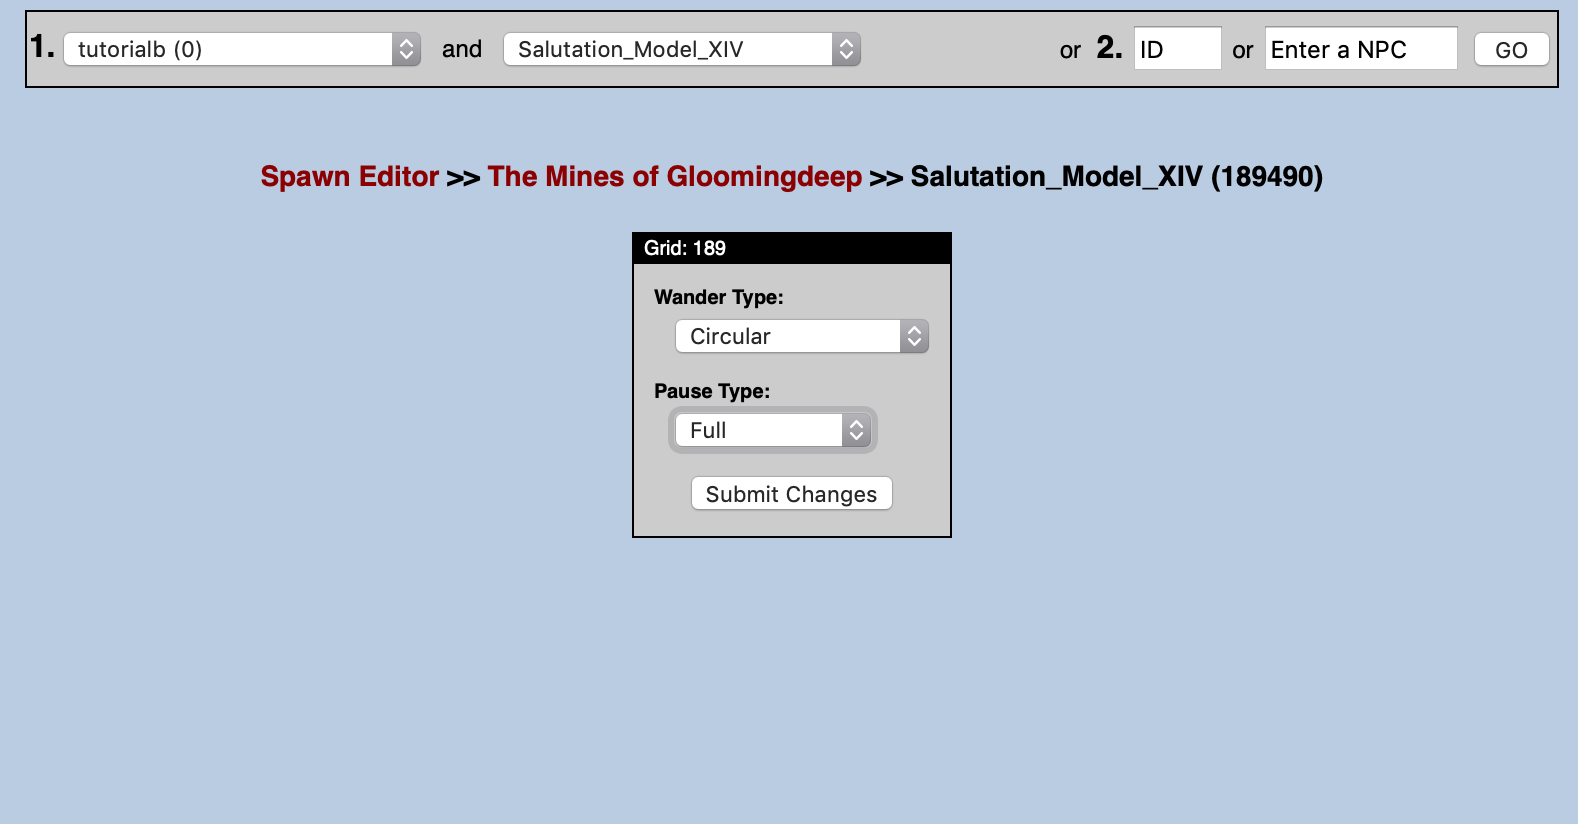 1. tutorialb (0) and Salutation_Model_XIV or 2. ID or Enter a NPC GO
Spawn Editor >> The Mines of Gloomingdeep >> Salutation_Model_XIV (189490)
Grid: 189
Wander Type:
Circular
Pause Type:
Full
Submit Changes